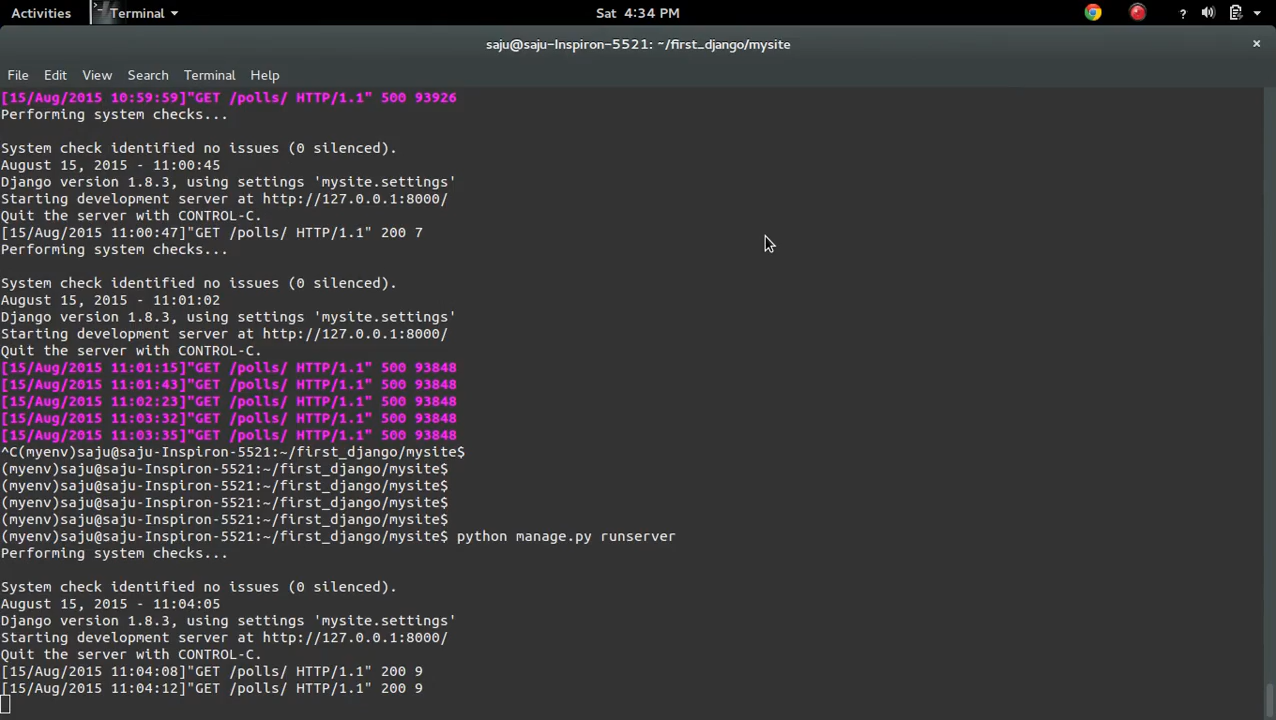 Activities Terminal Sat 4:34 PM ?
saju@saju-Inspiron-5521: ~/first_django/mysite ×
File Edit View Search Terminal Help
[15/Aug/2015 10:59:59]"GET /polls/ HTTP/1.1" 500 93926
Performing system checks...
System check identified no issues (0 silenced).
August 15, 2015 - 11:00:45
Django version 1.8.3, using settings 'mysite.settings'
Starting development server at http://127.0.0.1:8000/
Quit the server with CONTROL-C.
[15/Aug/2015 11:00:47]"GET /polls/ HTTP/1.1" 200 7
Performing system checks...
System check identified no issues (0 silenced).
August 15, 2015 - 11:01:02
Django version 1.8.3, using settings 'mysite.settings'
Starting development server at http://127.0.0.1:8000/
Quit the server with CONTROL-C.
[15/Aug/2015 11:01:15]"GET /polls/ HTTP/1.1" 500 93848
[15/Aug/2015 11:01:43]"GET /polls/ HTTP/1.1" 500 93848
[15/Aug/2015 11:02:23]"GET /polls/ HTTP/1.1" 500 93848
[15/Aug/2015 11:03:32]"GET /polls/ HTTP/1.1" 500 93848
[15/Aug/2015 11:03:35]"GET /polls/ HTTP/1.1" 500 93848
^C(myenv)saju@saju-Inspiron-5521:~/first_django/mysite$
(myenv)saju@saju-Inspiron-5521:~/first_django/mysite$
(myenv)saju@saju-Inspiron-5521:~/first_django/mysite$
(myenv)saju@saju-Inspiron-5521:~/first_django/mysite$
(myenv)saju@saju-Inspiron-5521:~/first_django/mysite$
(myenv)saju@saju-Inspiron-5521:~/first_django/mysite$ python manage.py runserver
Performing system checks...
System check identified no issues (0 silenced).
August 15, 2015 - 11:04:05
Django version 1.8.3, using settings 'mysite.settings'
Starting development server at http://127.0.0.1:8000/
Quit the server with CONTROL-C.
[15/Aug/2015 11:04:08]"GET /polls/ HTTP/1.1" 200 9
[15/Aug/2015 11:04:12]"GET /polls/ HTTP/1.1" 200 9